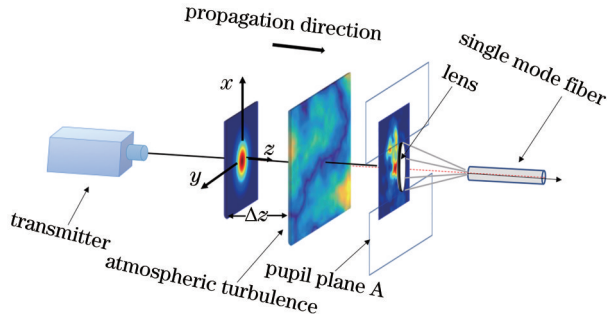 propagation direction
single mode fiber
lens
x
z
y
Δz
transmitter
atmospheric turbulence
pupil plane A